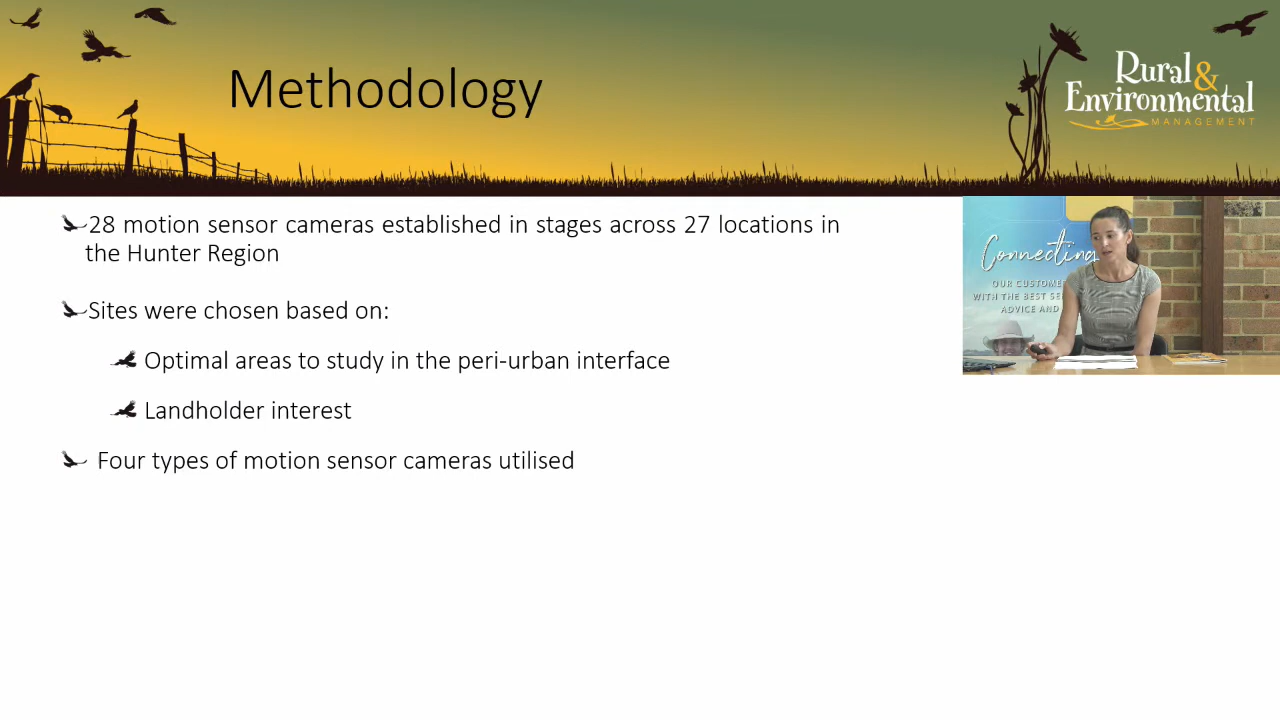 Methodology
Rural &
Environmental
MANAGEMENT
28 motion sensor cameras established in stages across 27 locations in
the Hunter Region
Sites were chosen based on:
Optimal areas to study in the peri-urban interface
Landholder interest
Four types of motion sensor cameras utilised
Connecting
OUR CUSTOME
WITH THE BEST SE
ADVICE AND